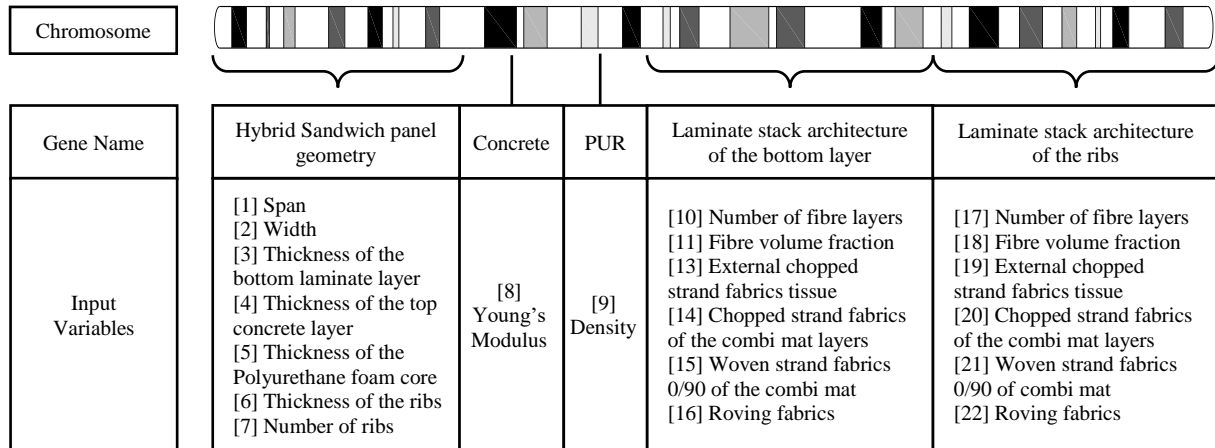 Chromosome
Gene Name
Hybrid Sandwich panel
geometry
Concrete
PUR
Laminate stack architecture
of the bottom layer
Laminate stack architecture
of the ribs
Input
Variables
[1] Span
[2] Width
[3] Thickness of the
bottom laminate layer
[4] Thickness of the top
concrete layer
[5] Thickness of the
Polyurethane foam core
[6] Thickness of the ribs
[7] Number of ribs
[8]
Young's
Modulus
[9]
Density
[10] Number of fibre layers
[11] Fibre volume fraction
[13] External chopped
strand fabrics tissue
[14] Chopped strand fabrics
of the combi mat layers
[15] Woven strand fabrics
0/90 of the combi mat
[16] Roving fabrics
[17] Number of fibre layers
[18] Fibre volume fraction
[19] External chopped
strand fabrics tissue
[20] Chopped strand fabrics
of the combi mat layers
[21] Woven strand fabrics
0/90 of combi mat
[22] Roving fabrics